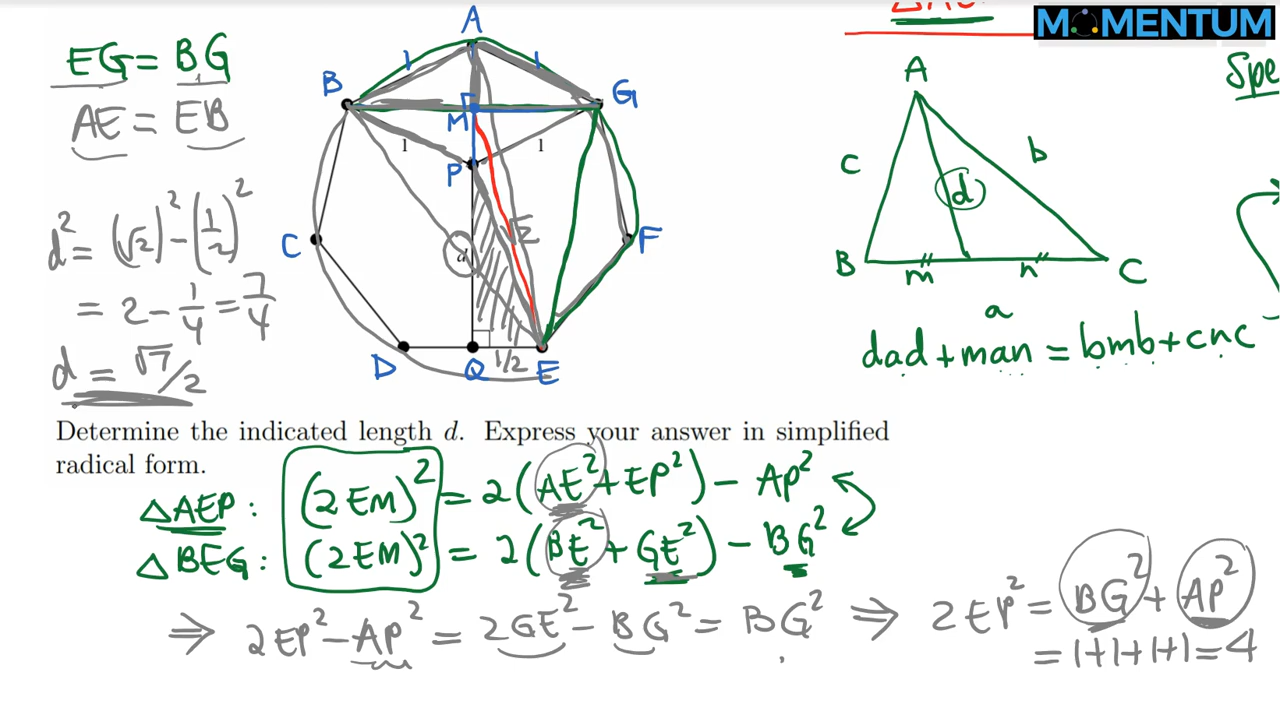 MOMENTUM
EG = BG
AE = EB
d² = (√2)² - (1/2)²
= 2 - 1/4 = 7/4
d = √7/2
A
B
G
M
1
1
P
C
F
√2
d
D
Q
1/2
E
1
1
A
c
b
d
B
m
n
C
a
dad + man = bmb + cnc
Spe
Determine the indicated length d. Express your answer in simplified
radical form.
△AEP: (2EM)² = 2(AE² + EP²) - AP²
△BEG: (2EM)² = 2(BE² + GE²) - BG²
⇒ 2EP² - AP² = 2GE² - BG² = BG² ⇒ 2EP² = BG² + AP²
= 1+1+1+1 = 4